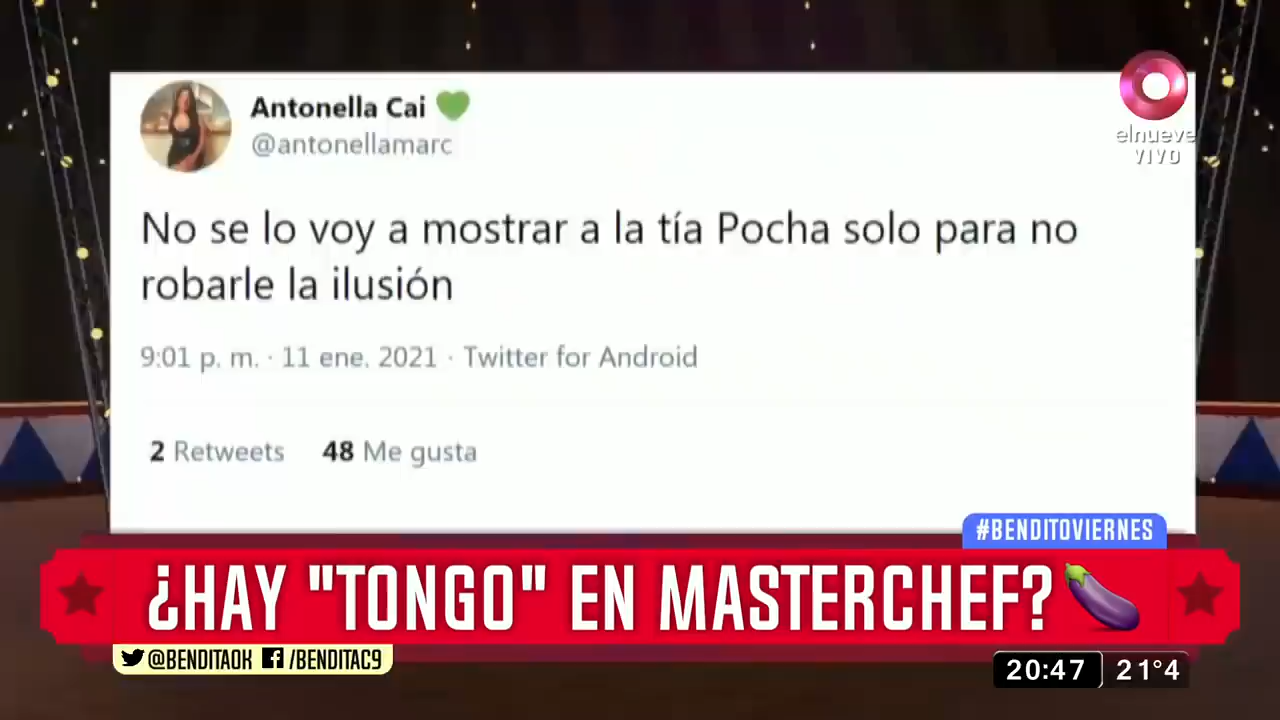 Antonella Cai
@antonellamarc
elnueve
VIVO
No se lo voy a mostrar a la tía Pocha solo para no
robarle la ilusión
9:01 p. m. · 11 ene. 2021 · Twitter for Android
2 Retweets 48 Me gusta
#BENDITOVIERNES
¿HAY "TONGO" EN MASTERCHEF?
@BENDITAOK /BENDITAC9
20:47 21°4